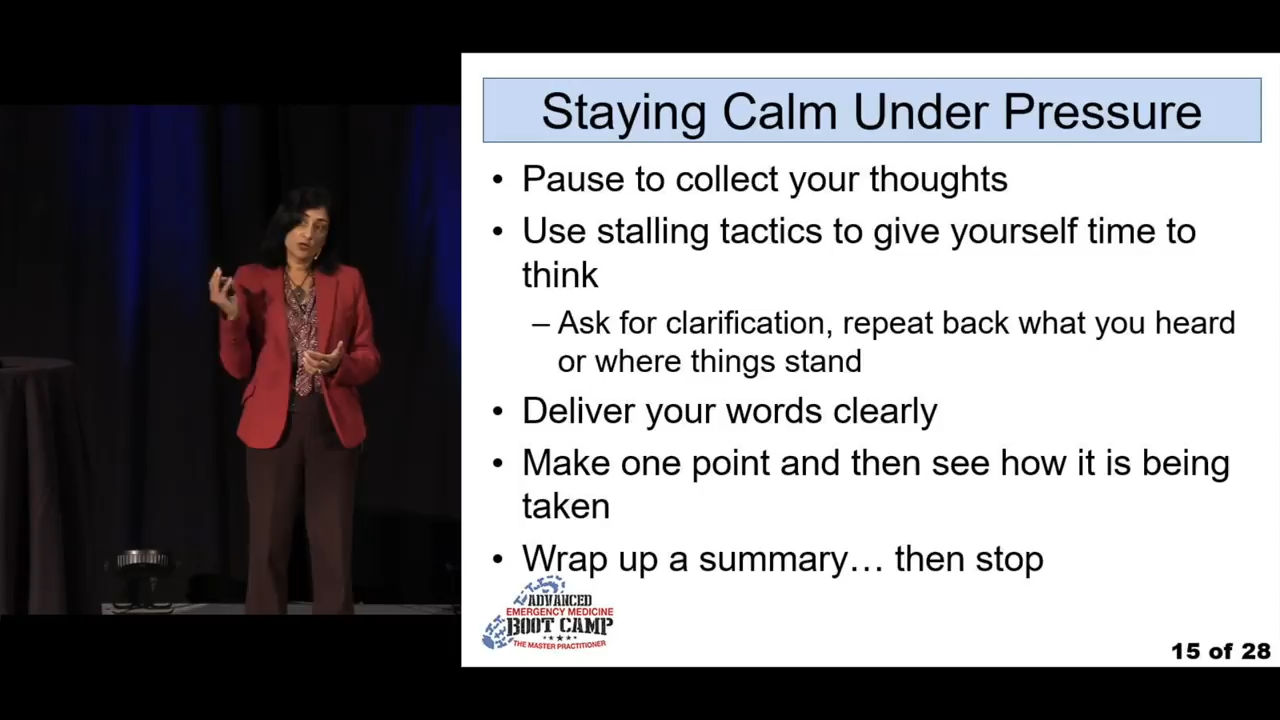 Staying Calm Under Pressure
• Pause to collect your thoughts
• Use stalling tactics to give yourself time to
think
– Ask for clarification, repeat back what you heard
or where things stand
• Deliver your words clearly
• Make one point and then see how it is being
taken
• Wrap up a summary… then stop
ADVANCED
EMERGENCY MEDICINE
BOOT CAMP
THE MASTER PRACTITIONER
15 of 28